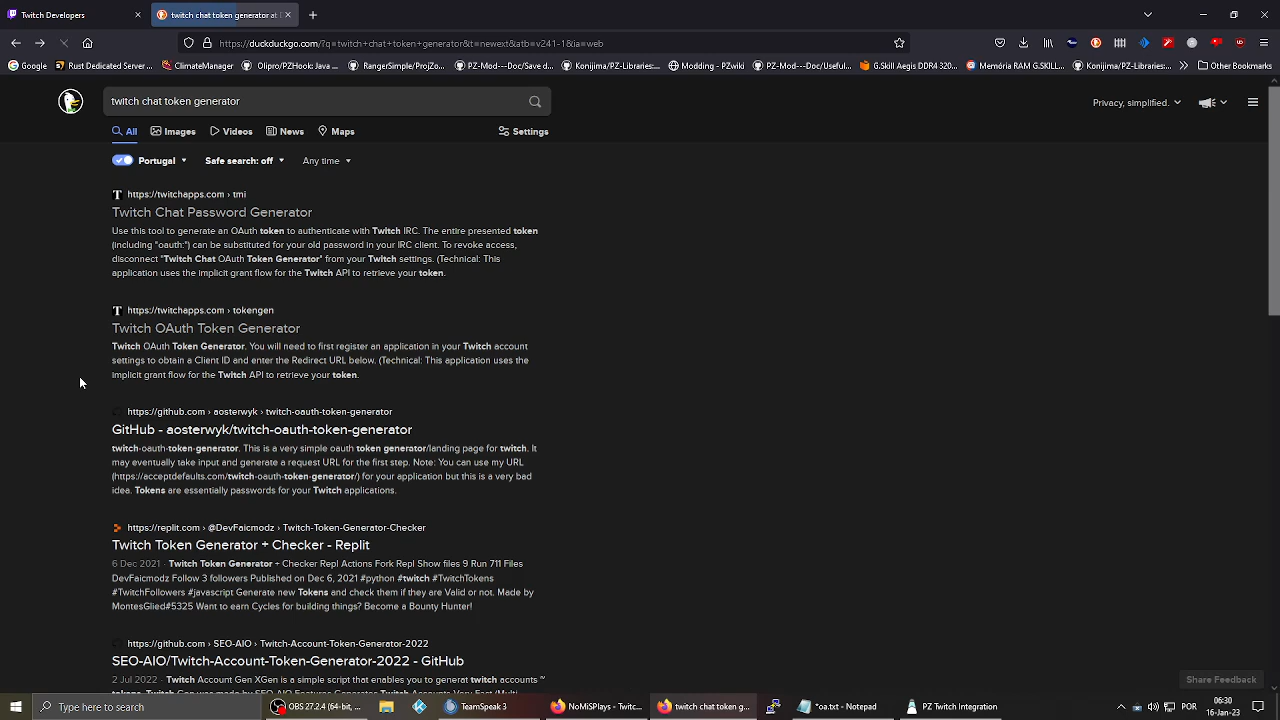 Twitch Developers
twitch chat token generator at
https://duckduckgo.com/?q=twitch+chat+token+generator&t=newext&atb=v241-1&ia=web
Google
Rust Dedicated Server...
ClimateManager
Olipro/PZHook: Java ...
RangerSimple/ProjZo...
PZ-Mod---Doc/Save d...
Konijima/PZ-Libraries:...
Modding - PZwiki
PZ-Mod---Doc/Useful...
G.Skill Aegis DDR4 320...
Memória RAM G.SKILL...
Konijima/PZ-Libraries:...
Other Bookmarks
twitch chat token generator
Privacy, simplified.
All
Images
Videos
News
Maps
Settings
Portugal
Safe search: off
Any time
https://twitchapps.com › tmi
Twitch Chat Password Generator
Use this tool to generate an OAuth token to authenticate with Twitch IRC. The entire presented token
(including "oauth:") can be substituted for your old password in your IRC client. To revoke access,
disconnect "Twitch Chat OAuth Token Generator" from your Twitch settings. (Technical: This
application uses the implicit grant flow for the Twitch API to retrieve your token.
https://twitchapps.com › tokengen
Twitch OAuth Token Generator
Twitch OAuth Token Generator. You will need to first register an application in your Twitch account
settings to obtain a Client ID and enter the Redirect URL below. (Technical: This application uses the
implicit grant flow for the Twitch API to retrieve your token.
https://github.com › aosterwyk › twitch-oauth-token-generator
GitHub - aosterwyk/twitch-oauth-token-generator
twitch-oauth-token-generator. This is a very simple oauth token generator/landing page for twitch. It
may eventually take input and generate a request URL for the first step. Note: You can use my URL
(https://acceptdefaults.com/twitch-oauth-token-generator/) for your application but this is a very bad
idea. Tokens are essentially passwords for your Twitch applications.
https://replit.com › @DevFaicmodz › Twitch-Token-Generator-Checker
Twitch Token Generator + Checker - Replit
6 Dec 2021 · Twitch Token Generator + Checker Repl Actions Fork Repl Show files 9 Run 711 Files
DevFaicmodz Follow 3 followers Published on Dec 6, 2021 #python #twitch #TwitchTokens
#TwitchFollowers #javascript Generate new Tokens and check them if they are Valid or not. Made by
MontesGlied#5325 Want to earn Cycles for building things? Become a Bounty Hunter!
https://github.com › SEO-AIO › Twitch-Account-Token-Generator-2022
SEO-AIO/Twitch-Account-Token-Generator-2022 - GitHub
2 Jul 2022 · Twitch Account Gen XGen is a simple script that enables you to generat twitch accounts ~
Share Feedback
Type here to search
OBS 27.2.4 (64-bit, ...
TeamSpeak 3
NoMiSPlays - Twitc...
twitch chat token g...
*oa.txt - Notepad
PZ Twitch Integration
POR
06:30
16-Jan-23